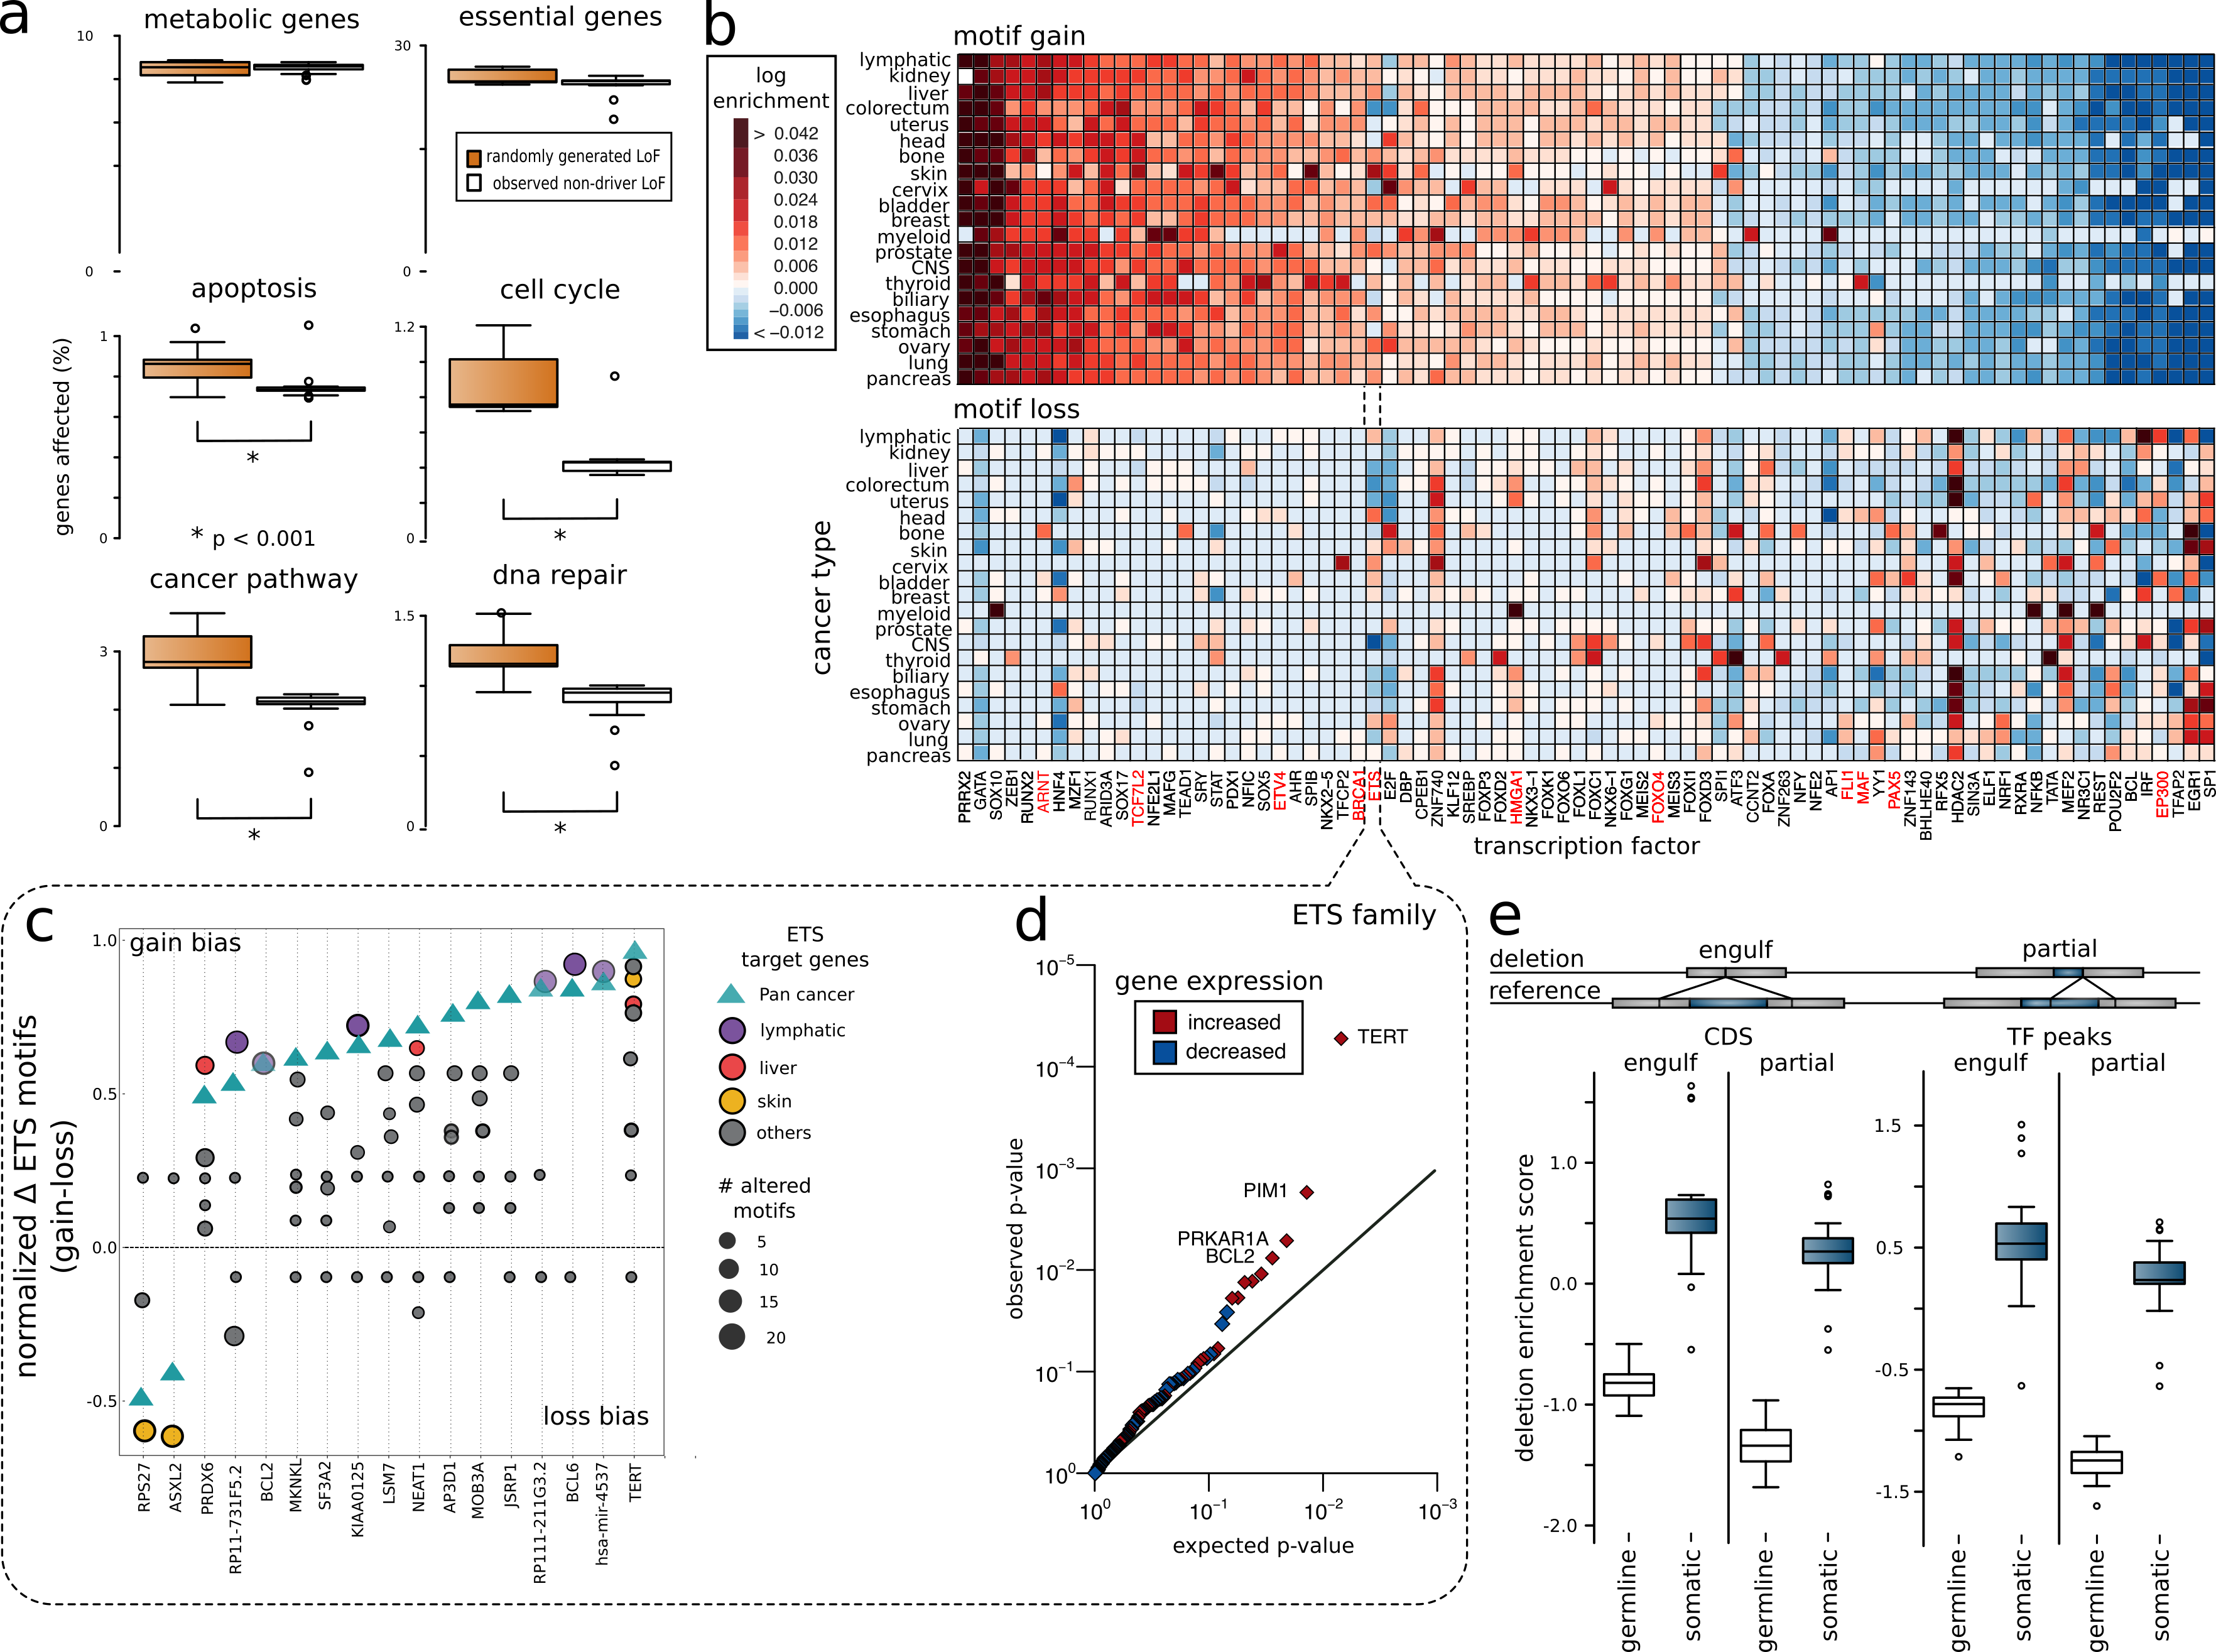 a
metabolic genes
10
0
essential genes
30
0
randomly generated LoF
observed non-driver LoF
apoptosis
1
0
* p < 0.001
*
cell cycle
1.2
0
*
genes affected (%)
cancer pathway
3
0
*
dna repair
1.5
0
*
b
log
enrichment
> 0.042
0.036
0.030
0.024
0.018
0.012
0.006
0.000
−0.006
< −0.012
motif gain
lymphatic
kidney
liver
colorectum
uterus
head
bone
skin
cervix
bladder
breast
myeloid
prostate
CNS
thyroid
biliary
esophagus
stomach
ovary
lung
pancreas
motif loss
lymphatic
kidney
liver
colorectum
uterus
head
bone
skin
cervix
bladder
breast
myeloid
prostate
CNS
thyroid
biliary
esophagus
stomach
ovary
lung
pancreas
cancer type
PRRX2
GATA
SOX10
ZEB1
RUNX2
ARNT
HNF4
MZF1
RUNX1
ARID3A
SOX17
TCF7L2
NFE2L1
MAFG
TEAD1
SRY
STAT
PDX1
NFIC
SOX5
ETV4
AHR
SPIB
NKX2−5
TFCP2
BRCA1
ETS
E2F
DBP
CPEB1
ZNF740
KLF12
SREBP
FOXP3
FOXD2
HMGA1
NKX3−1
FOXK1
FOXO6
FOXL1
FOXC1
NKX6−1
FOXG1
MEIS2
FOXO4
MEIS3
FOXI1
FOXD3
SPI1
ATF3
CCNT2
FOXA
ZNF263
NFY
NFE2
AP1
FLI1
MAF
YY1
PAX5
ZNF143
BHLHE40
RFX5
HDAC2
SIN3A
ELF1
NRF1
RXRA
NFKB
TATA
MEF2
NR3C1
REST
POU2F2
BCL
IRF
EP300
TFAP2
EGR1
SP1
transcription factor
c
gain bias
loss bias
normalized Δ ETS motifs
(gain-loss)
1.0
0.5
0.0
-0.5
RPS27
ASXL2
PRDX6
RP11-731F5.2
BCL2
MKNKL
SF3A2
KIAA0125
LSM7
NEAT1
AP3D1
MOB3A
JSRP1
RP111-211G3.2
BCL6
hsa-mir-4537
TERT
ETS
target genes
Pan cancer
lymphatic
liver
skin
others
# altered
motifs
5
10
15
20
d
ETS family
gene expression
increased
decreased
TERT
PIM1
PRKAR1A
BCL2
observed p-value
10−5
10−4
10−3
10−2
10−1
100
100
10−1
10−2
10−3
expected p-value
e
engulf
partial
deletion
reference
CDS
TF peaks
engulf
partial
engulf
partial
deletion enrichment score
1.0
0.0
-1.0
-2.0
1.5
0.5
-0.5
-1.5
germline
somatic
germline
somatic
germline
somatic
germline
somatic